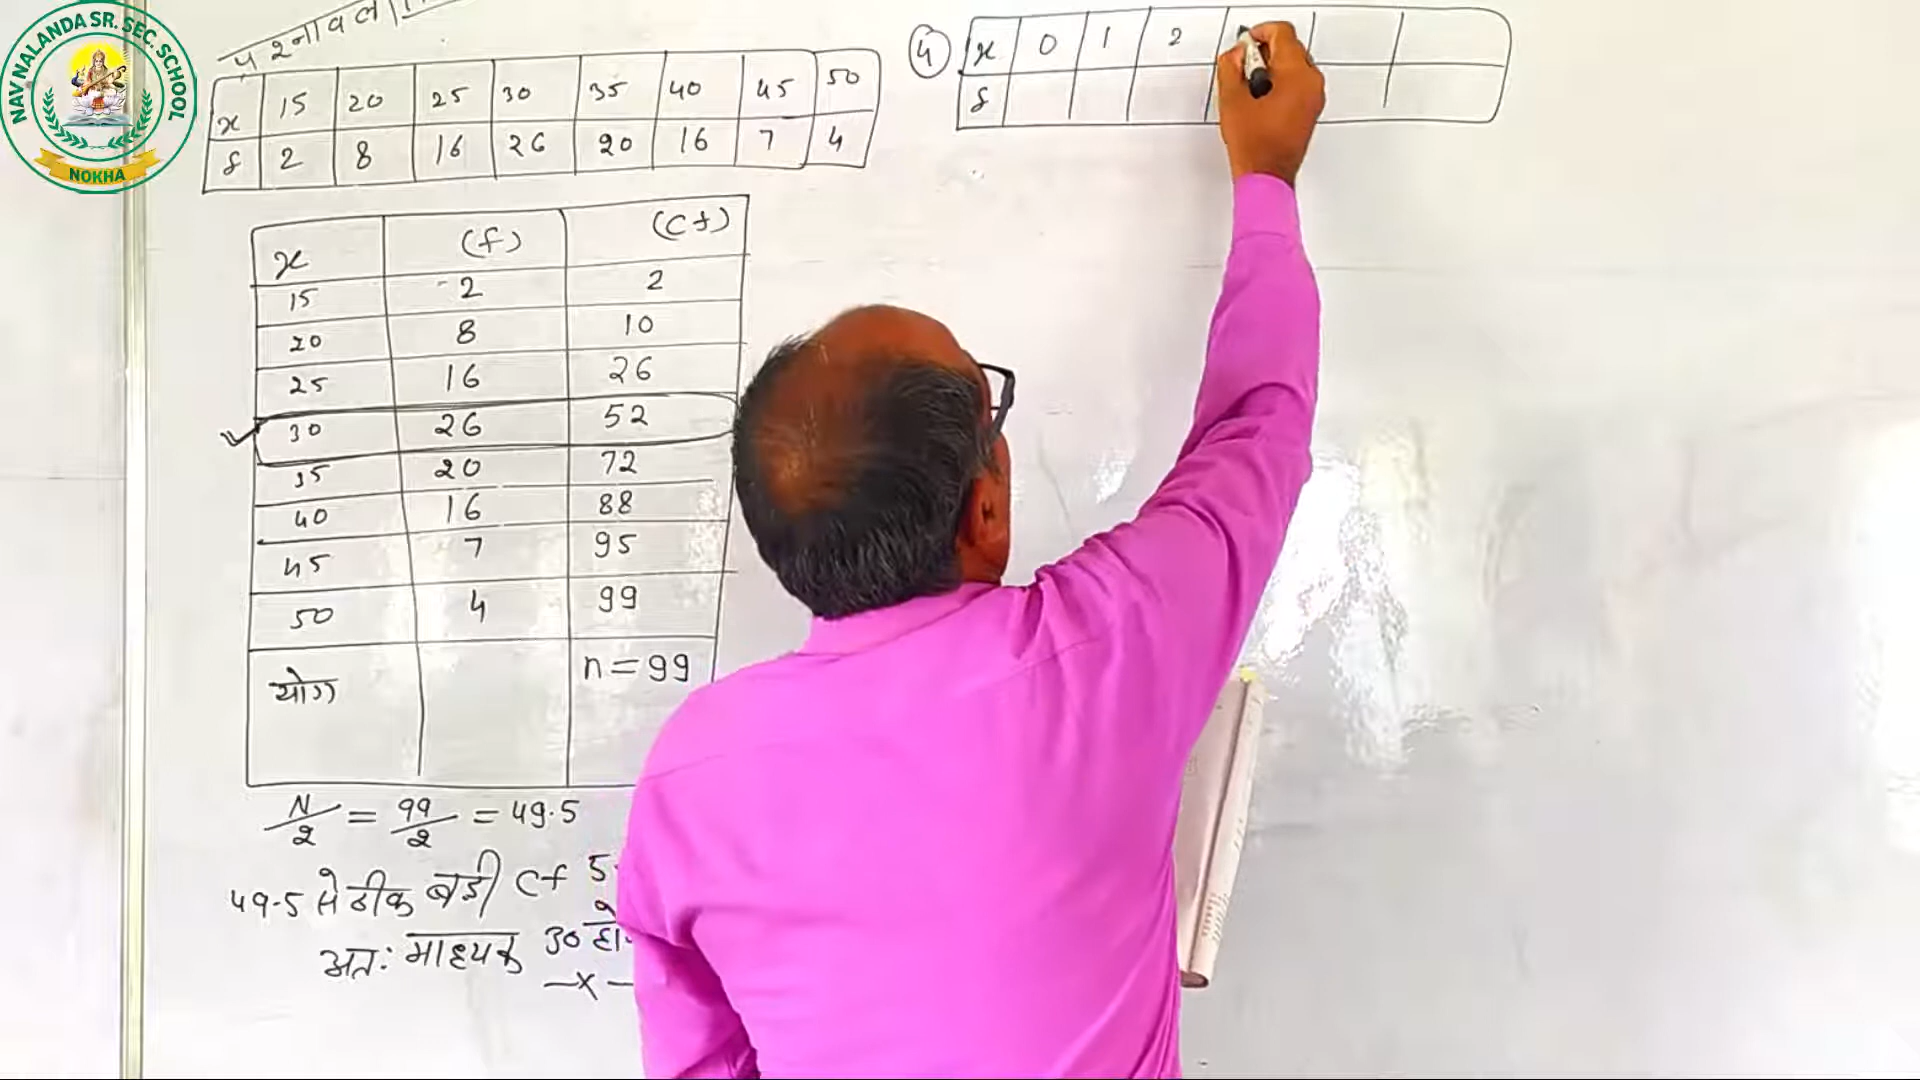 NAV NALANDA SR. SEC. SCHOOL
NOKHA
x 15 20 25 30 35 40 45 50
f 2 8 16 26 20 16 7 4
x (f) (Cf)
15 2 2
20 8 10
25 16 26
30 26 52
35 20 72
40 16 88
45 7 95
50 4 99
योग n=99
N/2 = 99/2 = 49.5
49.5 से ठीक बड़ी Cf 5
अतः माध्यक 30
—x—
4 x 0 1 2
f